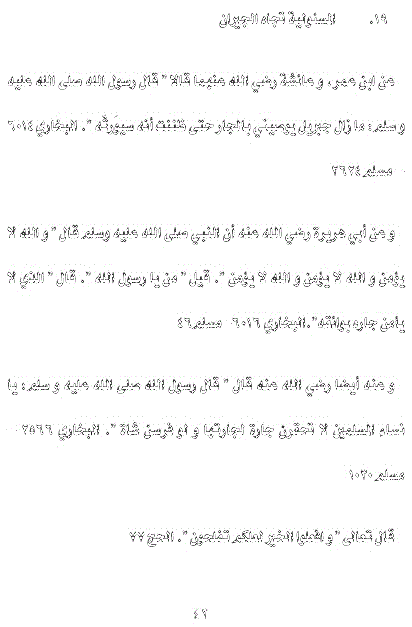 ١٩. المسئولية تجاه الجيران
عن ابن عمر، و عائشة رضي الله عنهما قالا " قال رسول الله صلى الله عليه
و سلم: ما زال جبريل يوصيني بالجار حتى ظننت أنه سيورثه ". البخاري ٦٠١٤
- مسلم ٢٦٢٤
و عن أبي هريرة رضي الله عنه أن النبي صلى الله عليه وسلم قال " و الله لا
يؤمن و الله لا يؤمن و الله لا يؤمن ". قيل " من يا رسول الله ". قال " الذي لا
يأمن جاره بوائقه". البخاري ٦٠١٦ - مسلم ٤٦
و عنه أيضا رضي الله عنه قال " قال رسول الله صلى الله عليه و سلم: يا
نساء المسلمين لا تحقرن جارة لجارتها و لو فرسن شاة ". البخاري ٢٥٦٦ -
مسلم ١٠٣٠
قال تعالى " و افعلوا الخير لعلكم تفلحون ". الحج ٧٧
٤٢